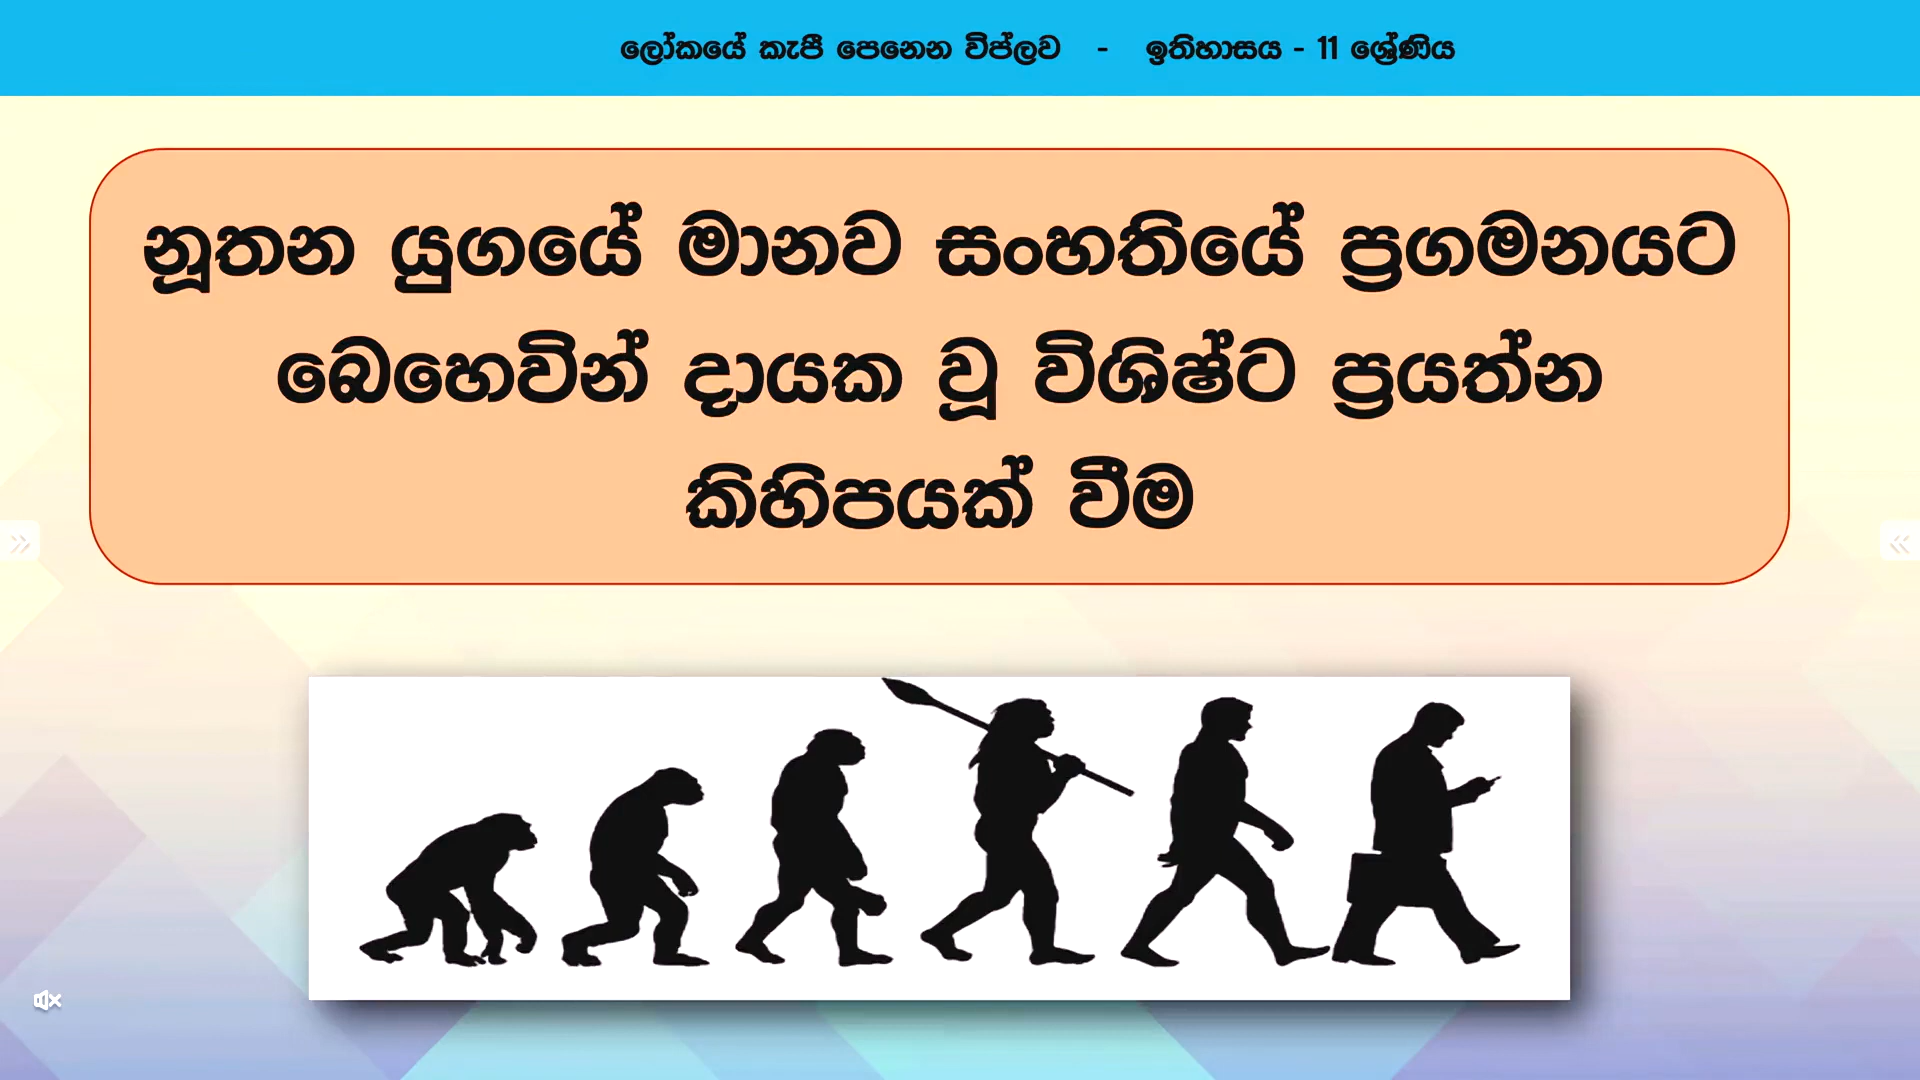 ලෝකයේ කැපී පෙනෙන විප්ලව - ඉතිහාසය - 11 ශ්‍රේණිය
නූතන යුගයේ මානව සංහතියේ ප්‍රගමනයට
බෙහෙවින් දායක වූ විශිෂ්ට ප්‍රයත්න
කිහිපයක් වීම